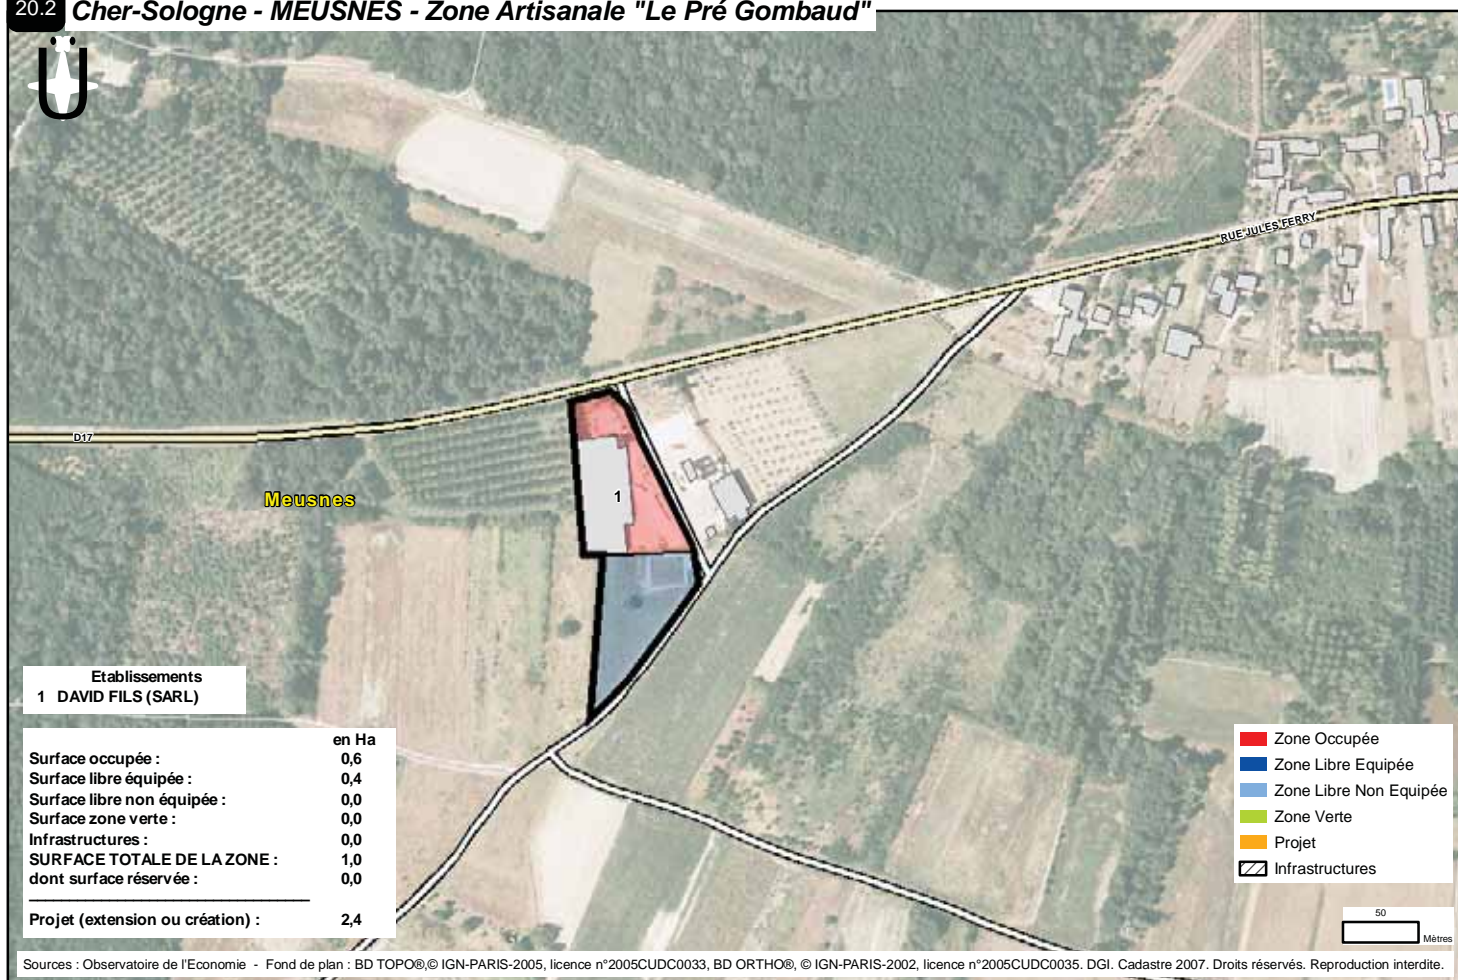 20.2 Cher-Sologne - MEUSNES - Zone Artisanale "Le Pré Gombaud"
RUE JULES FERRY
D17
Meusnes
1
Etablissements
1 DAVID FILS (SARL)
en Ha
Surface occupée : 0,6
Surface libre équipée : 0,4
Surface libre non équipée : 0,0
Surface zone verte : 0,0
Infrastructures : 0,0
SURFACE TOTALE DE LA ZONE : 1,0
dont surface réservée : 0,0
Projet (extension ou création) : 2,4
Zone Occupée
Zone Libre Equipée
Zone Libre Non Equipée
Zone Verte
Projet
Infrastructures
50
Mètres
Sources : Observatoire de l'Economie - Fond de plan : BD TOPO®,© IGN-PARIS-2005, licence n°2005CUDC0033, BD ORTHO®, © IGN-PARIS-2002, licence n°2005CUDC0035. DGI. Cadastre 2007. Droits réservés. Reproduction interdite.